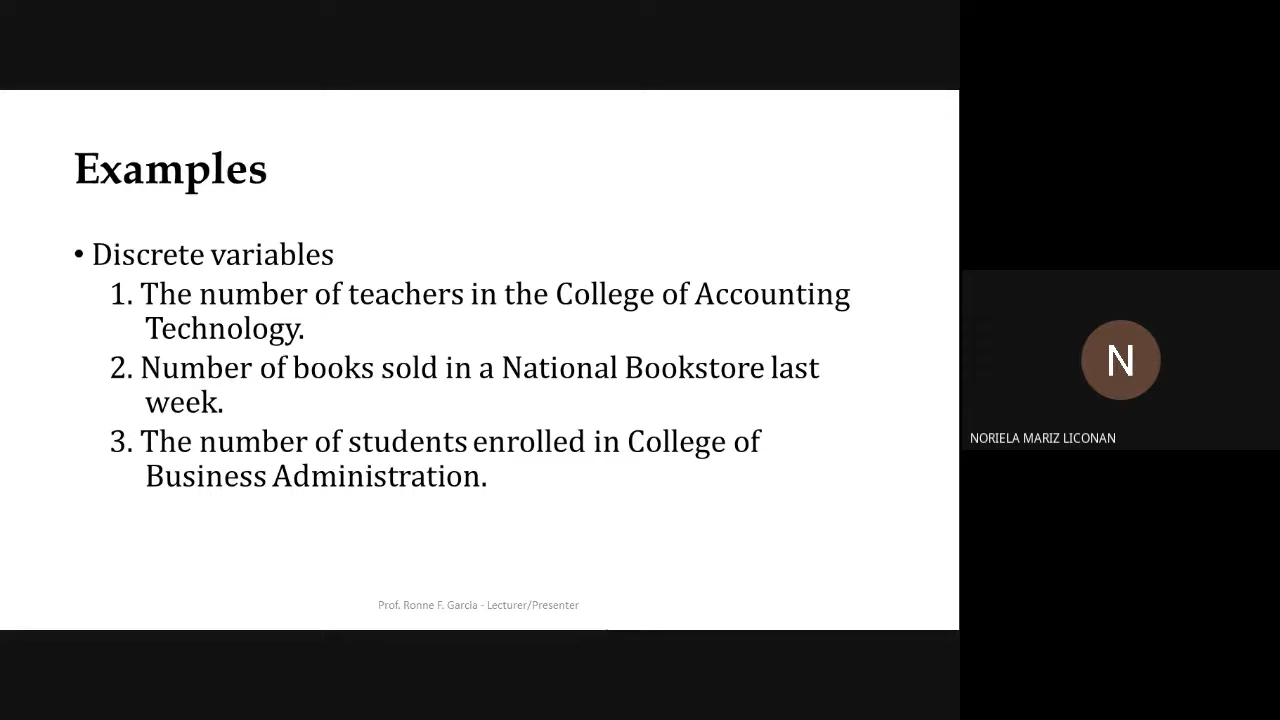 Examples
• Discrete variables
1. The number of teachers in the College of Accounting
Technology.
2. Number of books sold in a National Bookstore last
week.
3. The number of students enrolled in College of
Business Administration.
Prof. Ronne F. Garcia - Lecturer/Presenter
N
NORIELA MARIZ LICONAN